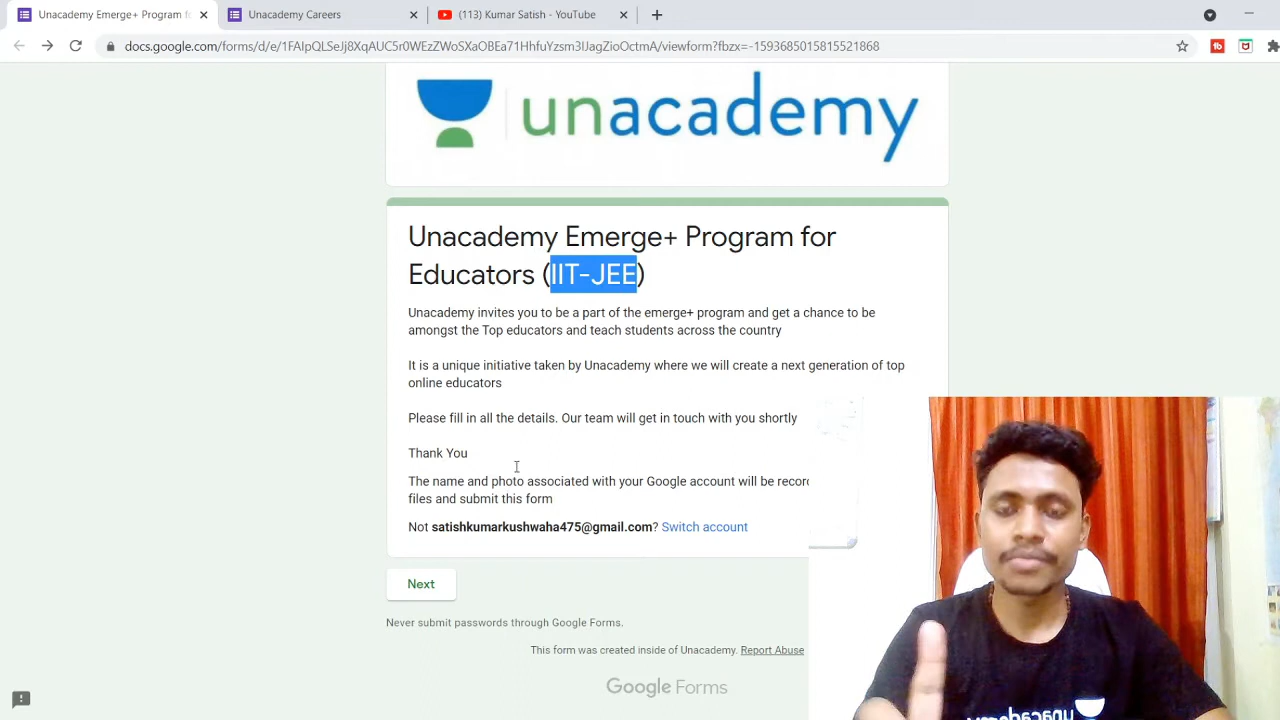 Unacademy Emerge+ Program fo
Unacademy Careers
(113) Kumar Satish - YouTube
docs.google.com/forms/d/e/1FAIpQLSeJj8XqAUC5r0WEzZWoSXaOBEa71HhfuYzsm3IJagZioOctmA/viewform?fbzx=-1593685015815521868
unacademy
Unacademy Emerge+ Program for
Educators (IIT-JEE)
Unacademy invites you to be a part of the emerge+ program and get a chance to be
amongst the Top educators and teach students across the country
It is a unique initiative taken by Unacademy where we will create a next generation of top
online educators
Please fill in all the details. Our team will get in touch with you shortly
Thank You
The name and photo associated with your Google account will be recor
files and submit this form
Not satishkumarkushwaha475@gmail.com? Switch account
Next
Never submit passwords through Google Forms.
This form was created inside of Unacademy. Report Abuse
Google Forms
unacademy